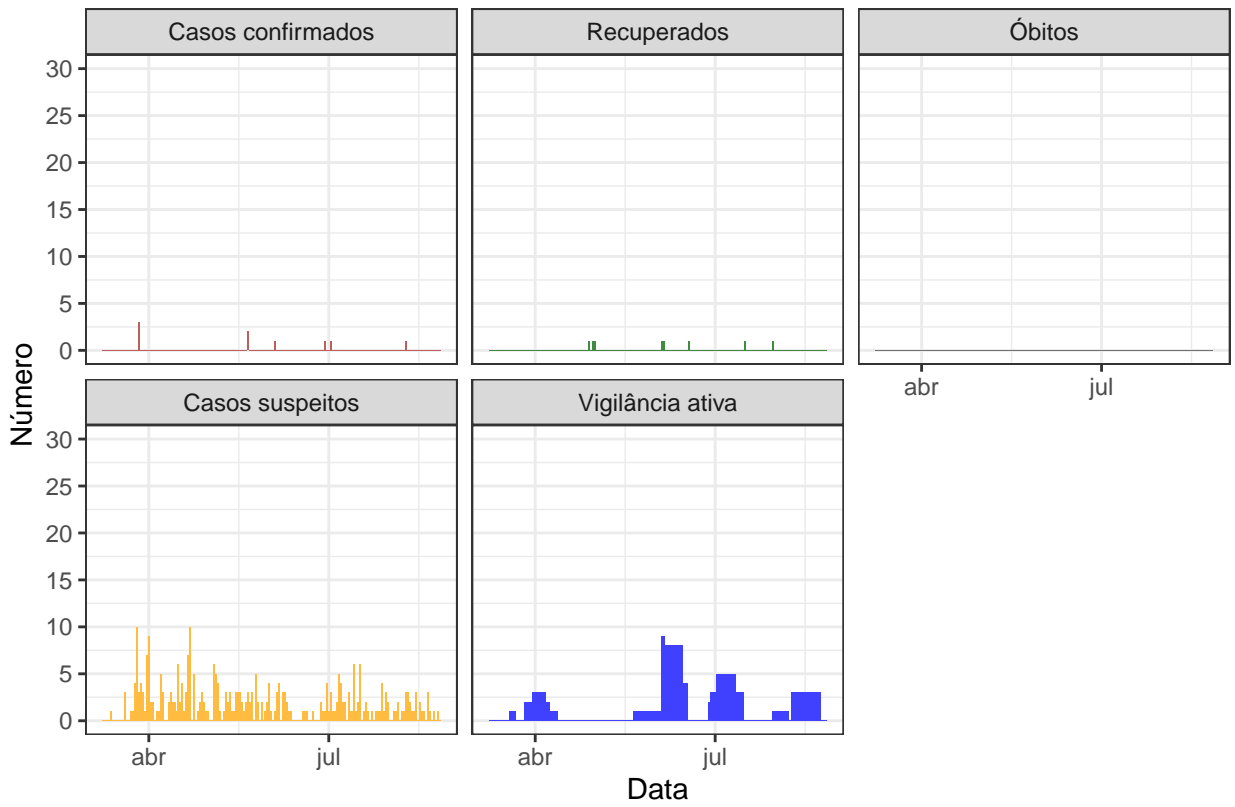 Casos confirmados
Recuperados
Óbitos
30
25
20
15
10
5
0
abr
jul
Número
Casos suspeitos
Vigilância ativa
30
25
20
15
10
5
0
abr
jul
abr
jul
Data